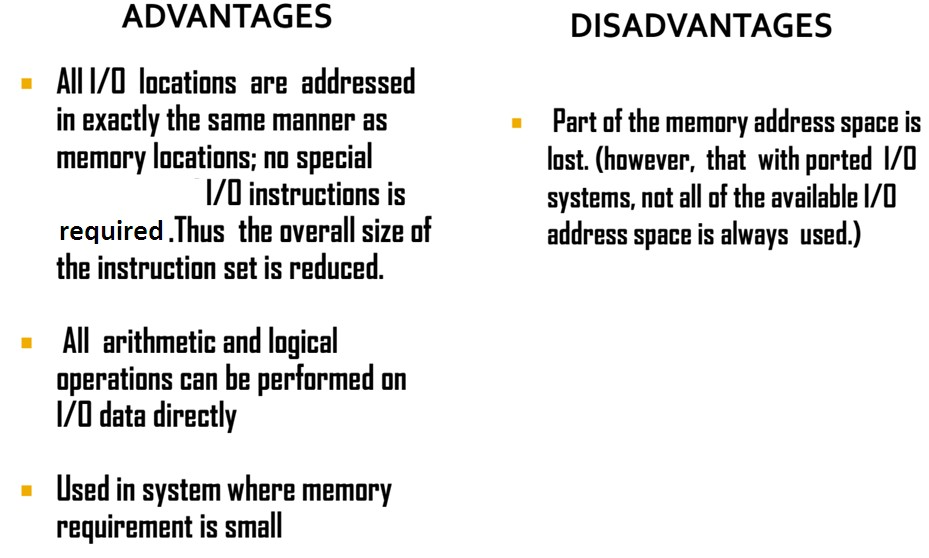 ADVANTAGES
All I/O locations are addressed
in exactly the same manner as
memory locations; no special
I/O instructions is
required .Thus the overall size of
the instruction set is reduced.
All arithmetic and logical
operations can be performed on
I/O data directly
Used in system where memory
requirement is small
DISADVANTAGES
Part of the memory address space is
lost. (however, that with ported I/O
systems, not all of the available I/O
address space is always used.)